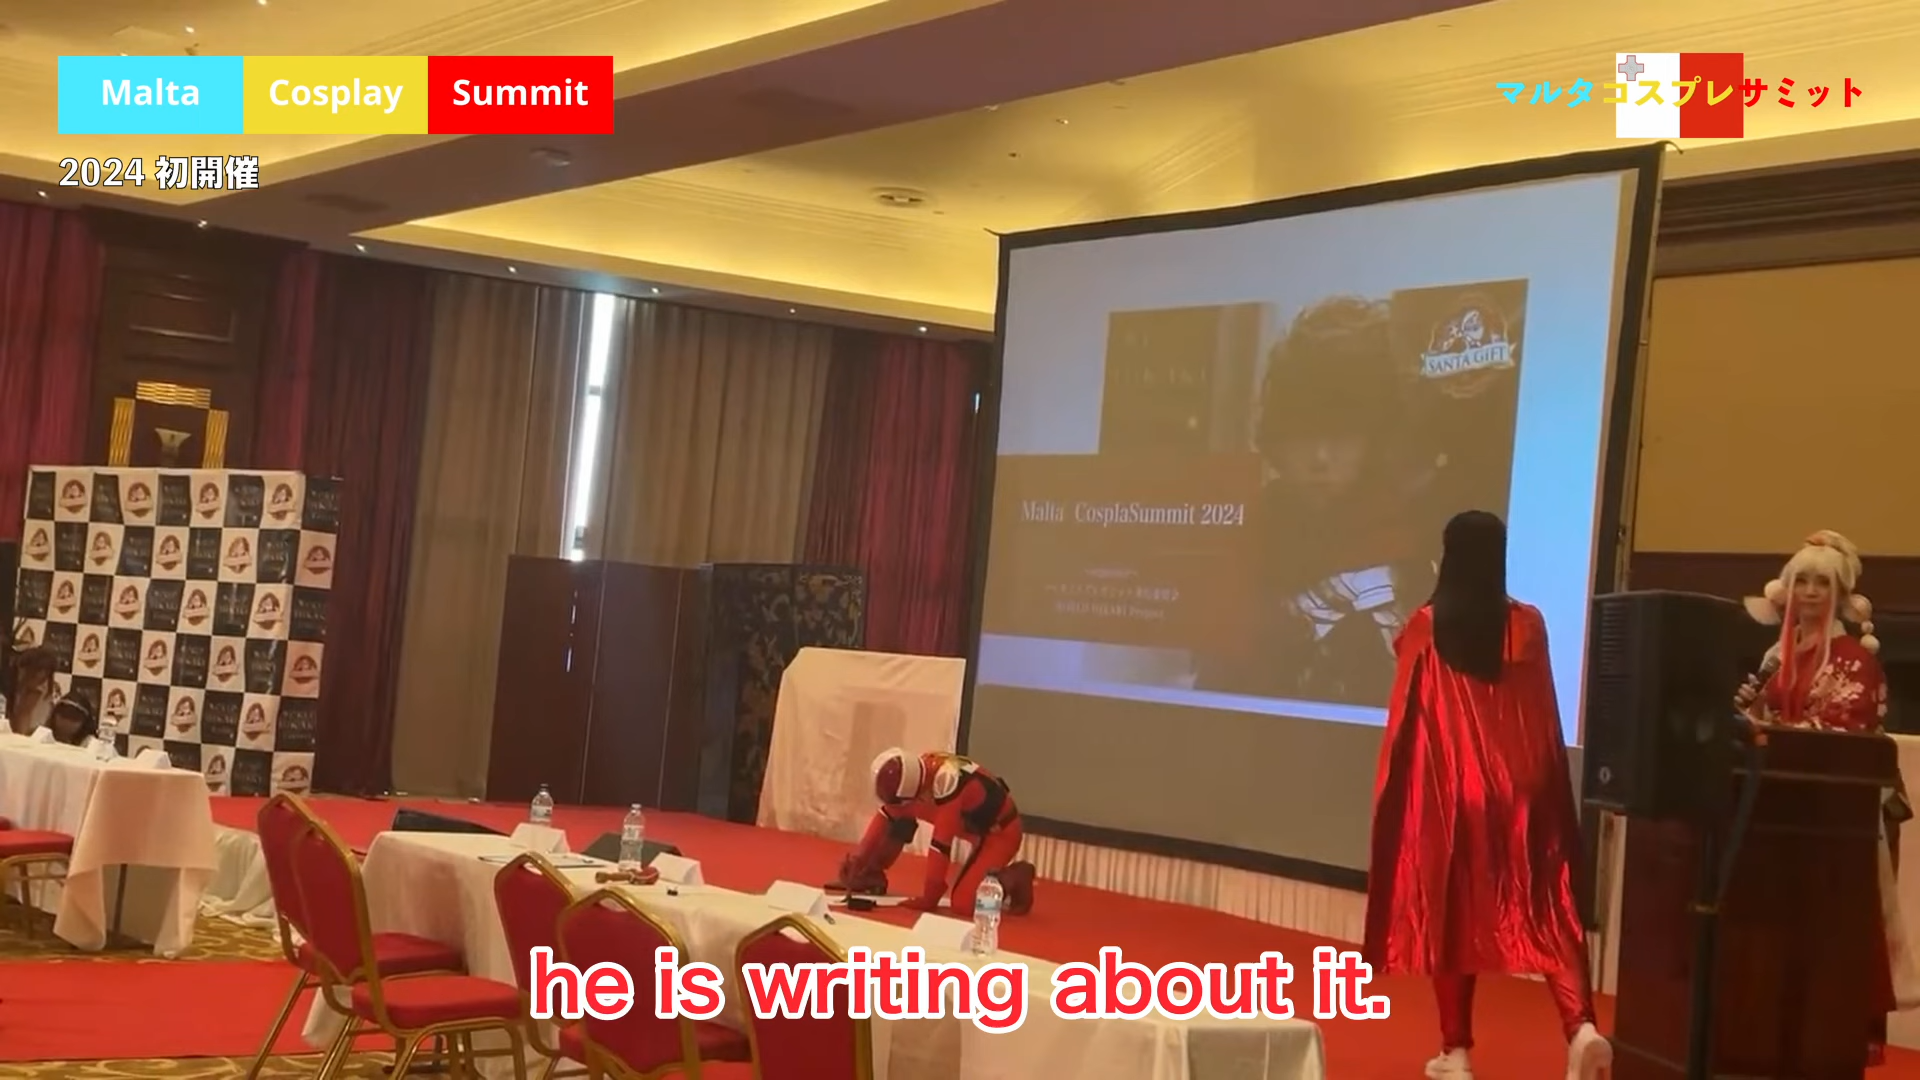 Malta Cosplay Summit
マルタコスプレサミット
2024 初開催
SANTA GIFT
Malta CosplaSummit 2024
he is writing about it.